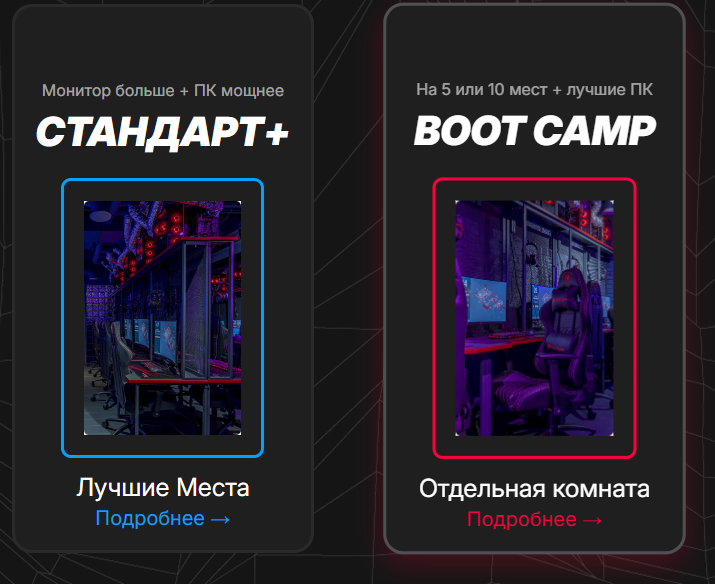 Монитор больше + ПК мощнее
СТАНДАРТ+
Лучшие Места
Подробнее →
На 5 или 10 мест + лучшие ПК
BOOT CAMP
Отдельная комната
Подробнее →